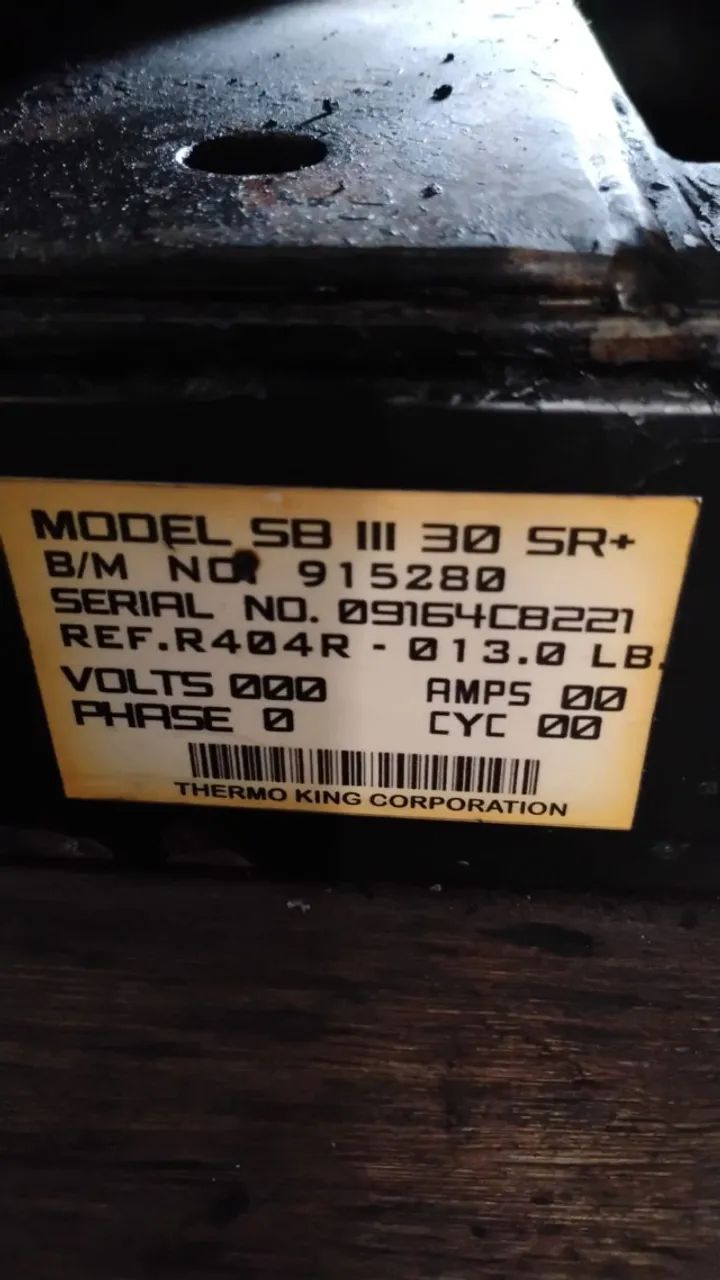 MODEL SB III 30 SR+
B/M NO. 915280
SERIAL NO. 09164C8221
REF.R404A - 013.0 LB.
VOLTS 000 AMPS 00
PHASE 0 CYC 00
THERMO KING CORPORATION